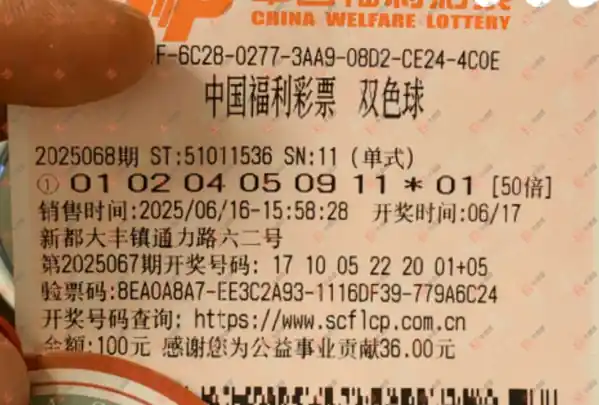 CHINA WELFARE LOTTERY
F-6C28-0277-3AA9-08D2-CE24-4C0E
中国福利彩票 双色球
2025068期 ST:51011536 SN:11 (单式)
① 01 02 04 05 09 11 * 01 [50倍]
销售时间:2025/06/16-15:58:28 开奖时间:06/17
新都大丰镇通力路六二号
第2025067期开奖号码: 17 10 05 22 20 01+05
验票码:8EA0A8A7-EE3C2A93-1116DF39-779A6C24
开奖号码查询: https://www.scflcp.com.cn
金额:100元 感谢您为公益事业贡献36.00元